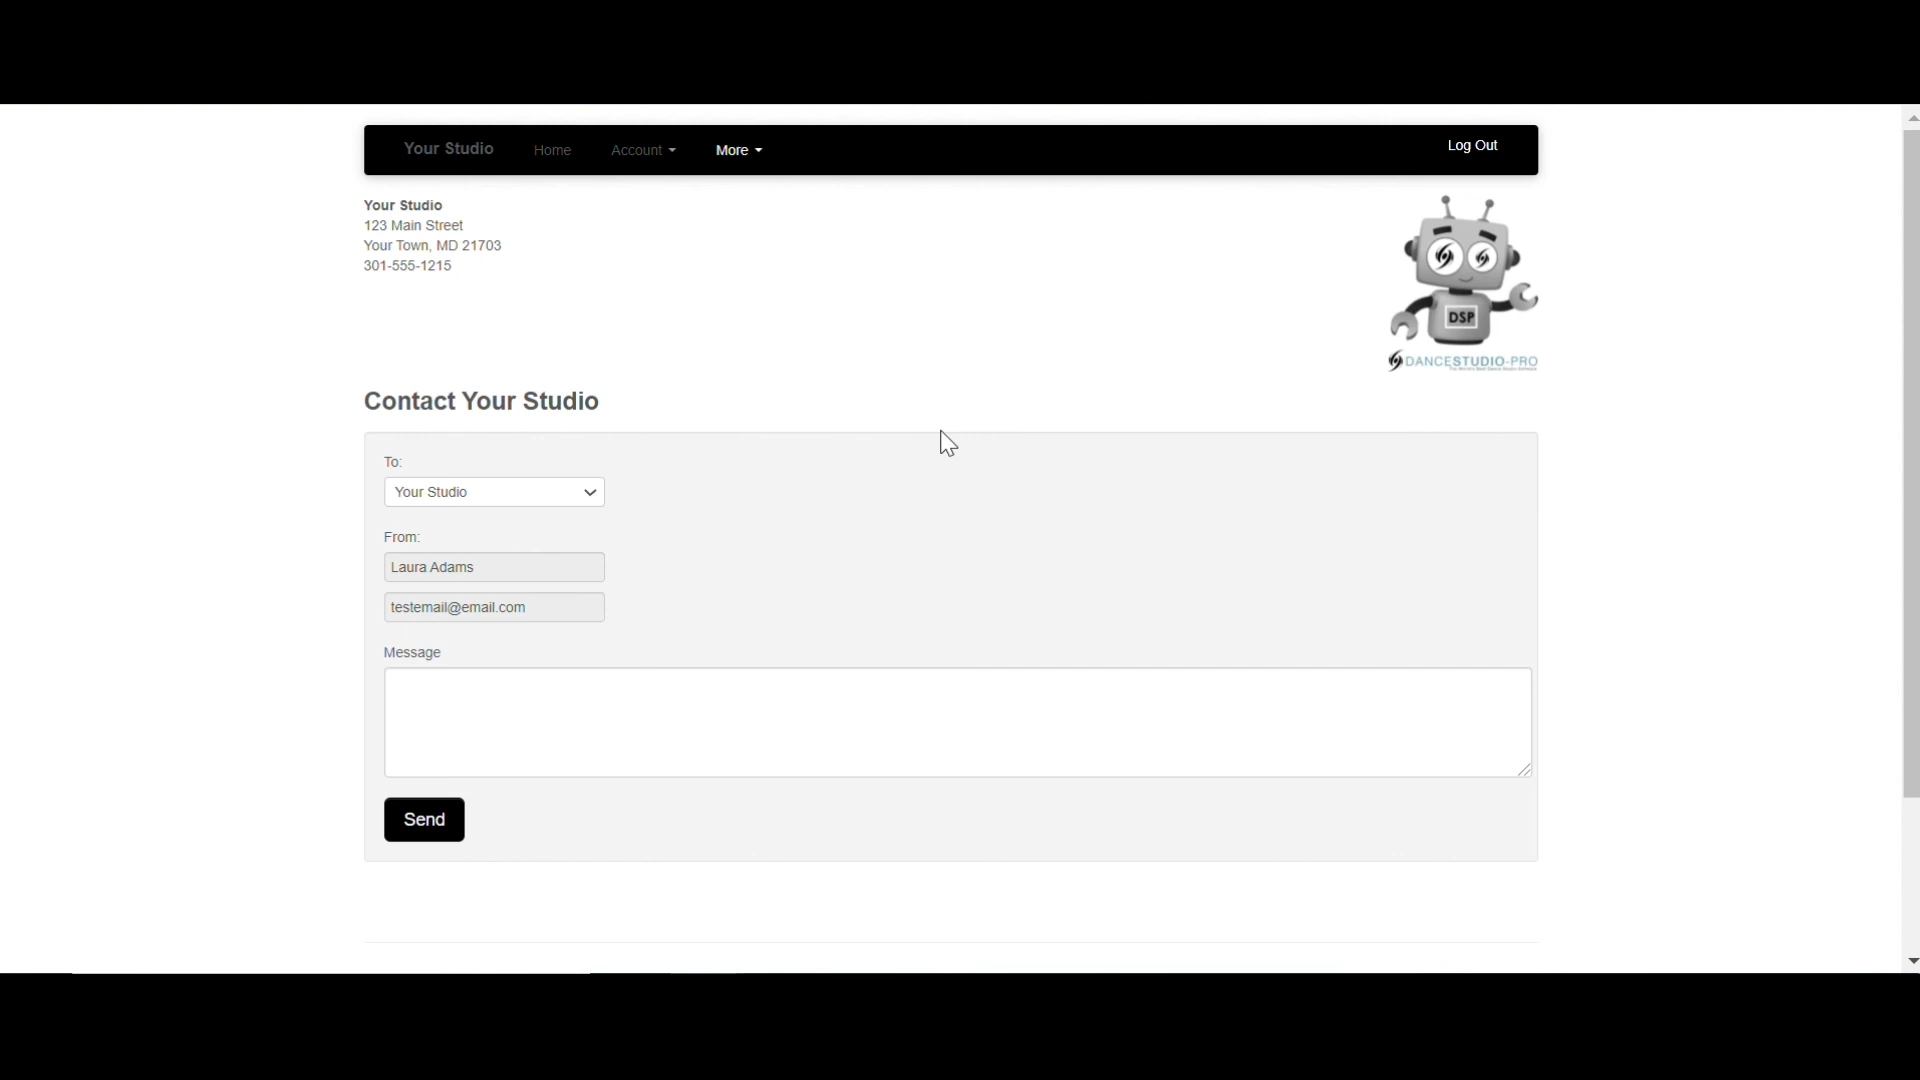 Your Studio
Home
Account
More
Log Out
Your Studio
123 Main Street
Your Town, MD 21703
301-555-1215
DSP
DANCESTUDIO-PRO
Contact Your Studio
To:
Your Studio
From:
Laura Adams
testemail@email.com
Message
Send